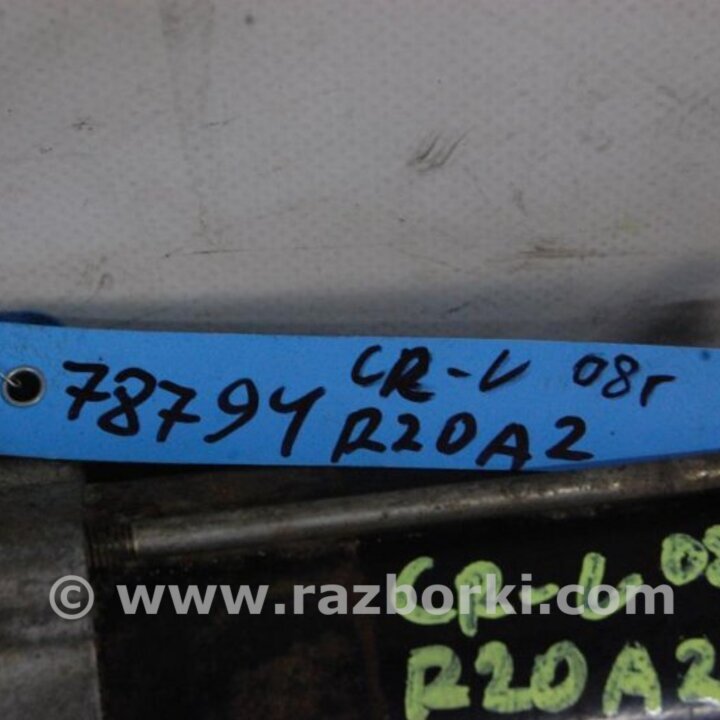 CR-V 08г
78794 R20A2
© www.razborki.com
CR-V 08
R20A2